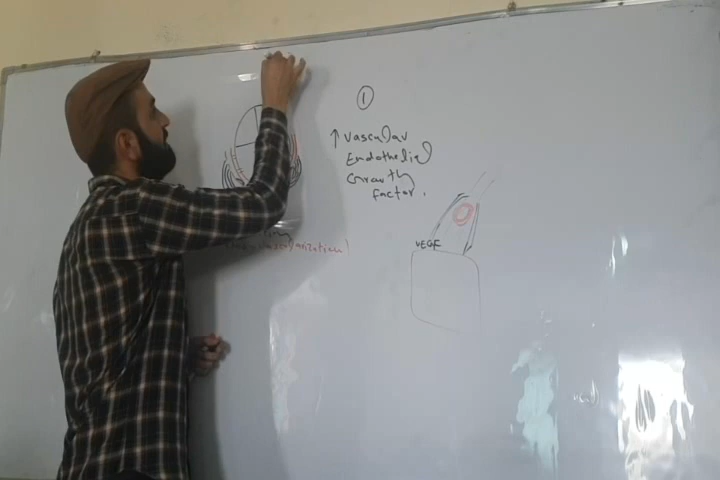 1
↑ Vascular
Endothelial
Growth
factor.
VEGF